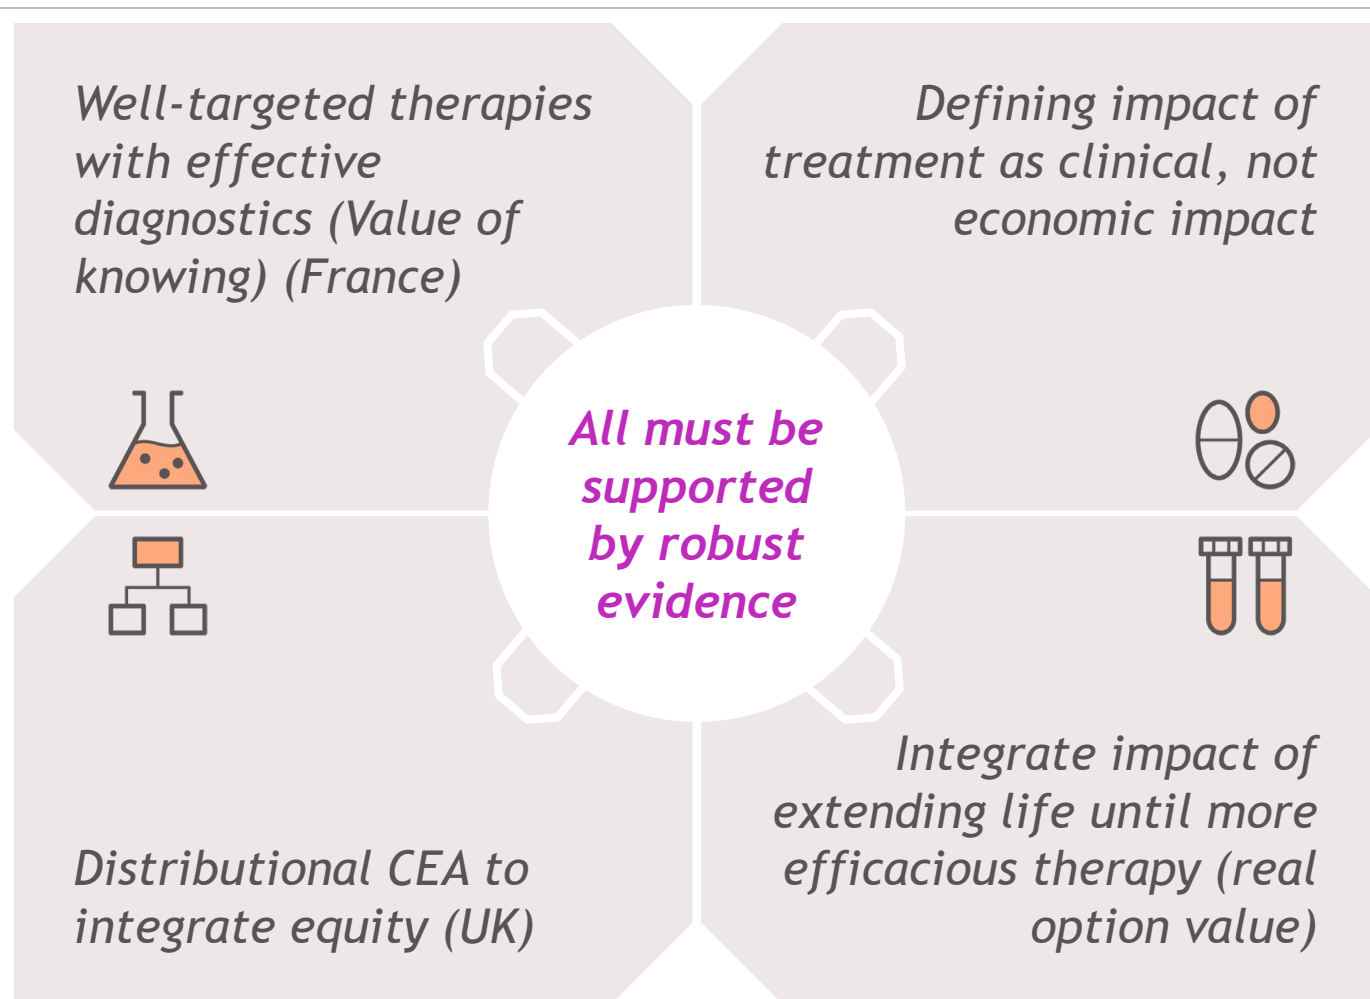 Well-targeted therapies
with effective
diagnostics (Value of
knowing) (France)
Defining impact of
treatment as clinical, not
economic impact
All must be
supported
by robust
evidence
Distributional CEA to
integrate equity (UK)
Integrate impact of
extending life until more
efficacious therapy (real
option value)